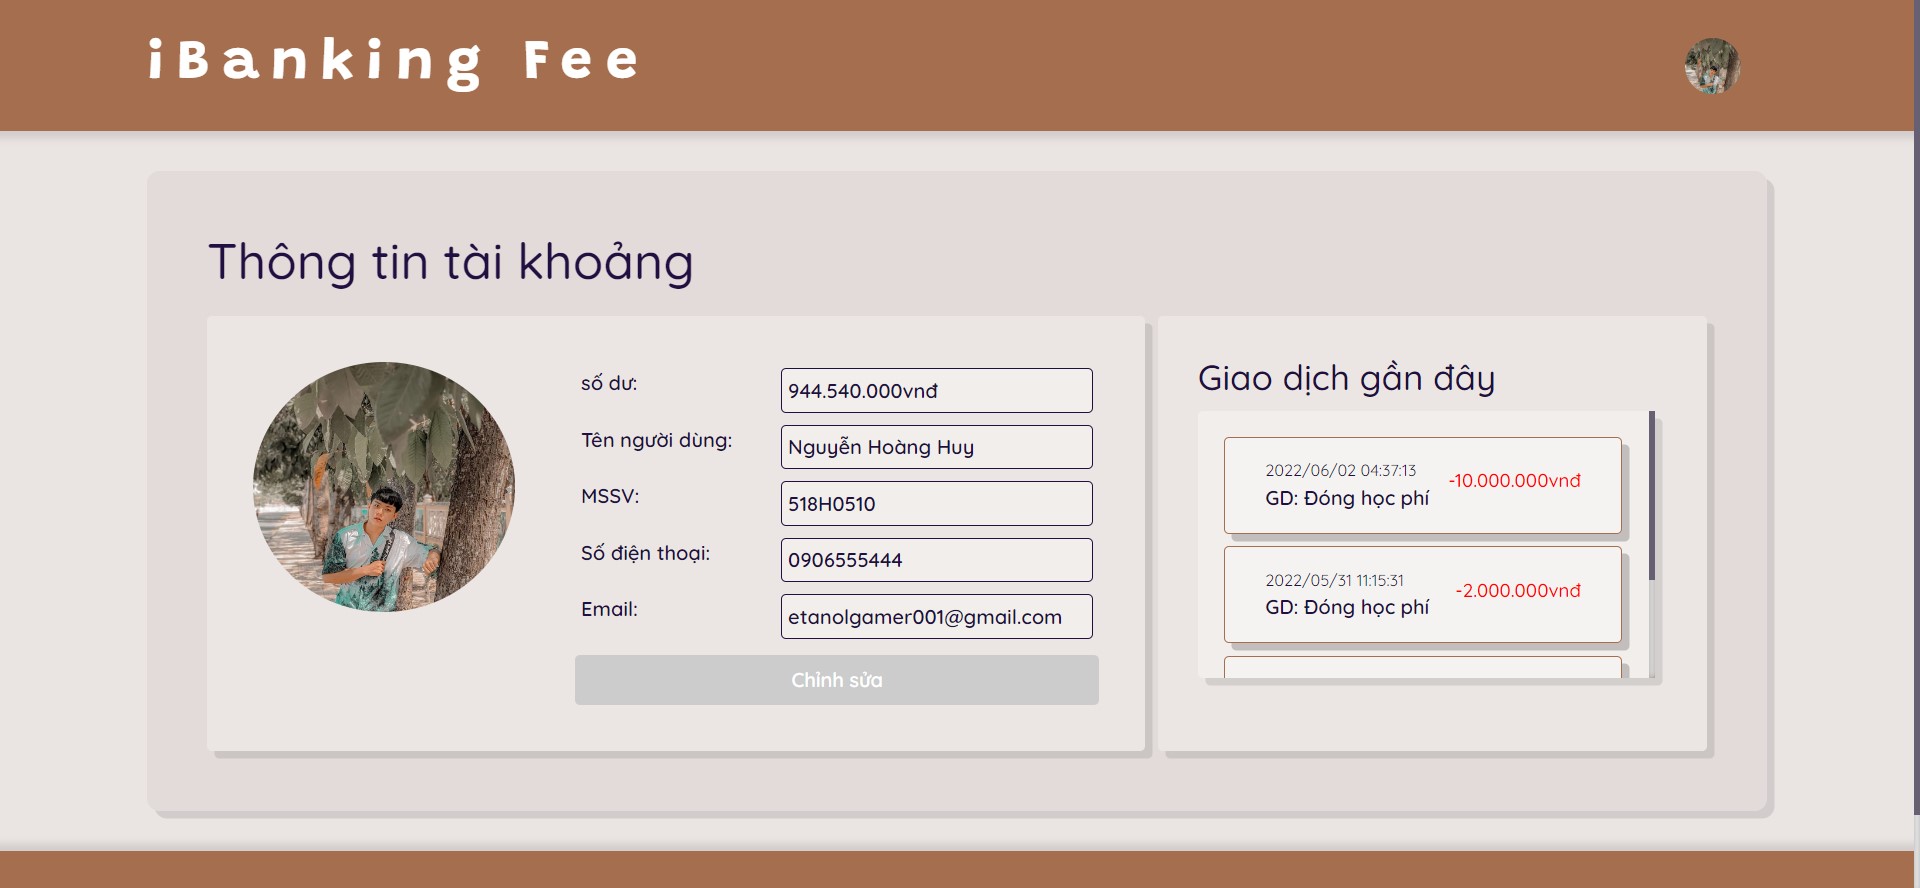 iBanking Fee
Thông tin tài khoảng
số dư:
944.540.000vnđ
Tên người dùng:
Nguyễn Hoàng Huy
MSSV:
518H0510
Số điện thoại:
0906555444
Email:
etanolgamer001@gmail.com
Chỉnh sửa
Giao dịch gần đây
2022/06/02 04:37:13
GD: Đóng học phí
-10.000.000vnđ
2022/05/31 11:15:31
GD: Đóng học phí
-2.000.000vnđ